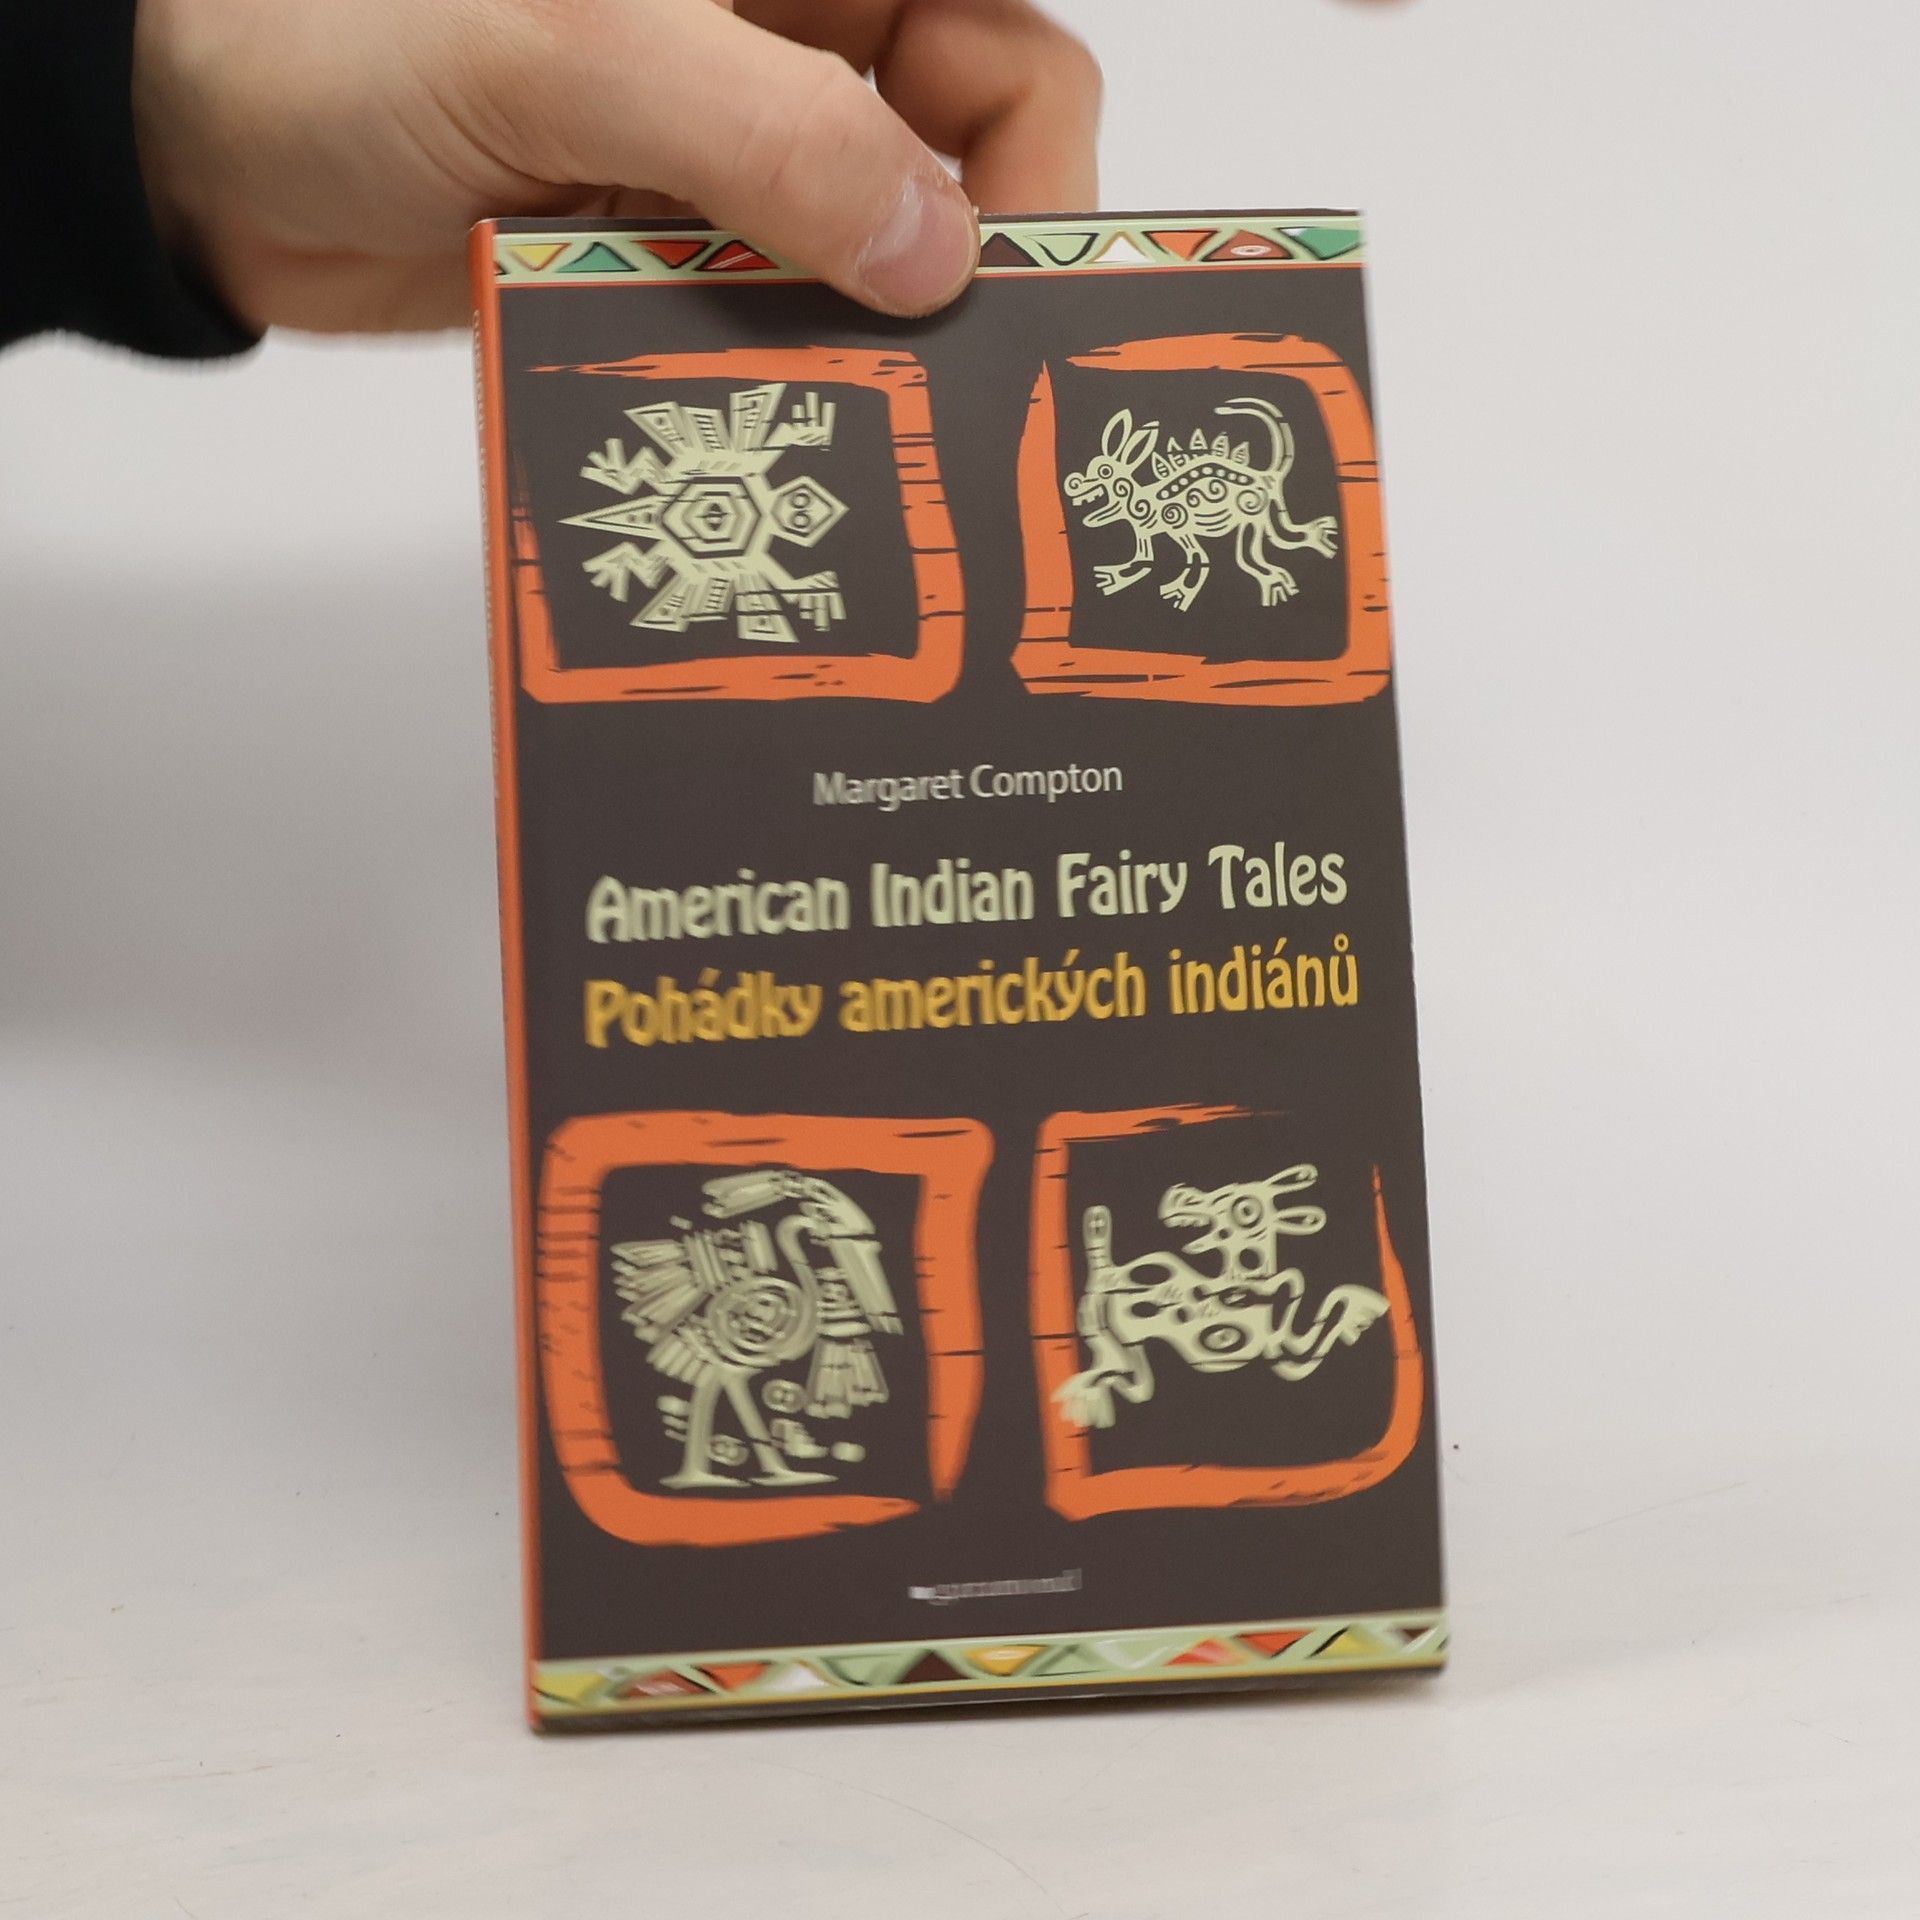 Margaret Compton
American Indian Fairy Tales
Pohádky amerických indiánů